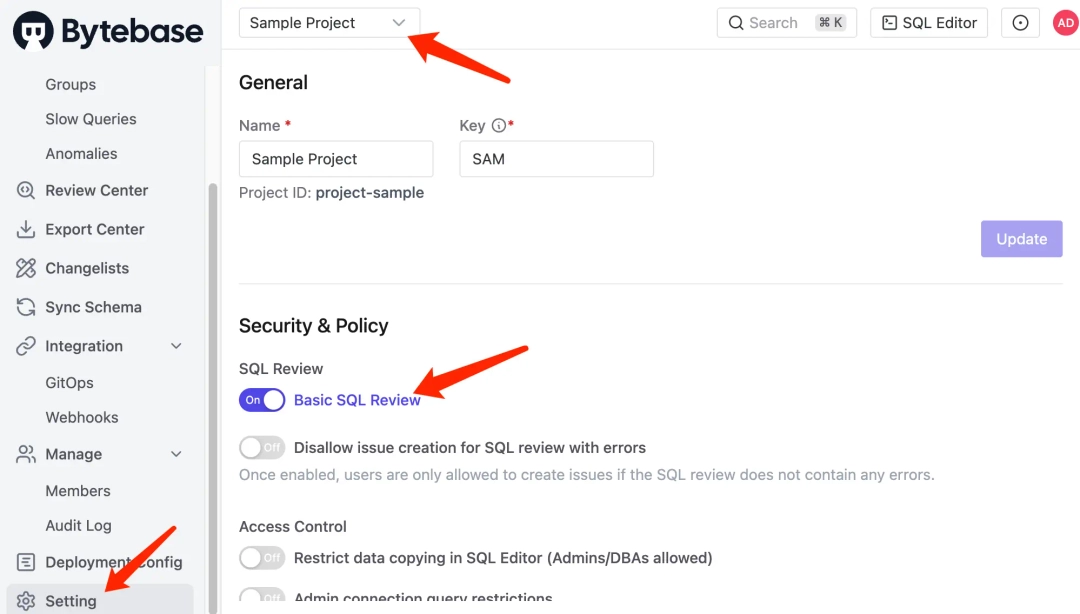 Bytebase
Groups
Slow Queries
Anomalies
Review Center
Export Center
Changelists
Sync Schema
Integration
GitOps
Webhooks
Manage
Members
Audit Log
Deployment Config
Setting
Sample Project
Search ⌘ K
SQL Editor
AD
General
Name * Key *
Sample Project SAM
Project ID: project-sample
Update
Security & Policy
SQL Review
On Basic SQL Review
Off Disallow issue creation for SQL review with errors
Once enabled, users are only allowed to create issues if the SQL review does not contain any errors.
Access Control
Off Restrict data copying in SQL Editor (Admins/DBAs allowed)
Off Admin connection query restrictions